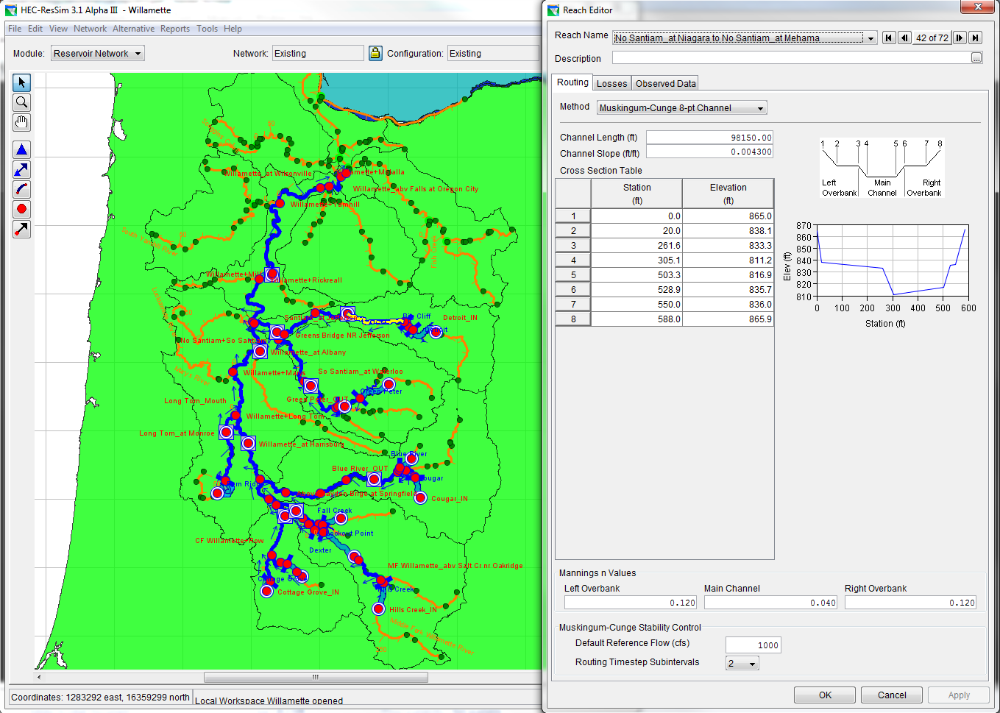 HEC-ResSim 3.1 Alpha III - Willamette
File Edit View Network Alternative Reports Tools Help
Module: Reservoir Network Network: Existing Configuration: Existing
Willamette_at Wilsonville
Willamette_abv Falls at Oregon City
South Yamhill River
Fish Creek
Willamette+Rickreall
Big Cliff
Detroit_IN
Detroit
Greens Bridge NR Jefferson
No Santiam+So Santiam
Willamette_at Albany
Marys River
Willamette+Marys
So Santiam_at Waterloo
Green Peter
Green Peter_OUT
Long Tom_Mouth
Willamette+Long Tom
Long Tom_at Monroe
Willamette_at Harrisburg
Blue River
Blue River_OUT
Cougar
Cougar_IN
Fall Creek
Lookout Point
CF Willamette+Row
Dexter
MF Willamette_abv Salt Cr nr Oakridge
Cottage Grove
Cottage Grove_IN
Hills Creek
Hills Creek_IN
Middle Fork Willamette River
Coordinates: 1283292 east, 16359299 north
Local Workspace Willamette opened
Reach Editor
Reach Name No Santiam_at Niagara to No Santiam_at Mehama 42 of 72
Description ...
Routing Losses Observed Data
Method Muskingum-Cunge 8-pt Channel
Channel Length (ft) 98150.00
Channel Slope (ft/ft) 0.004300
Cross Section Table
Station (ft) Elevation (ft)
1 0.0 865.0
2 20.0 838.1
3 261.6 833.3
4 305.1 811.2
5 503.3 816.9
6 528.9 835.7
7 550.0 836.0
8 588.0 865.9
1 2 3 4 5 6 7 8
Left Main Right
Overbank Channel Overbank
870
860
850
840
830
820
810
Elev (ft)
0 100 200 300 400 500 600
Station (ft)
Mannings n Values
Left Overbank Main Channel Right Overbank
0.120 0.040 0.120
Muskingum-Cunge Stability Control
Default Reference Flow (cfs) 1000
Routing Timestep Subintervals 2
OK Cancel Apply